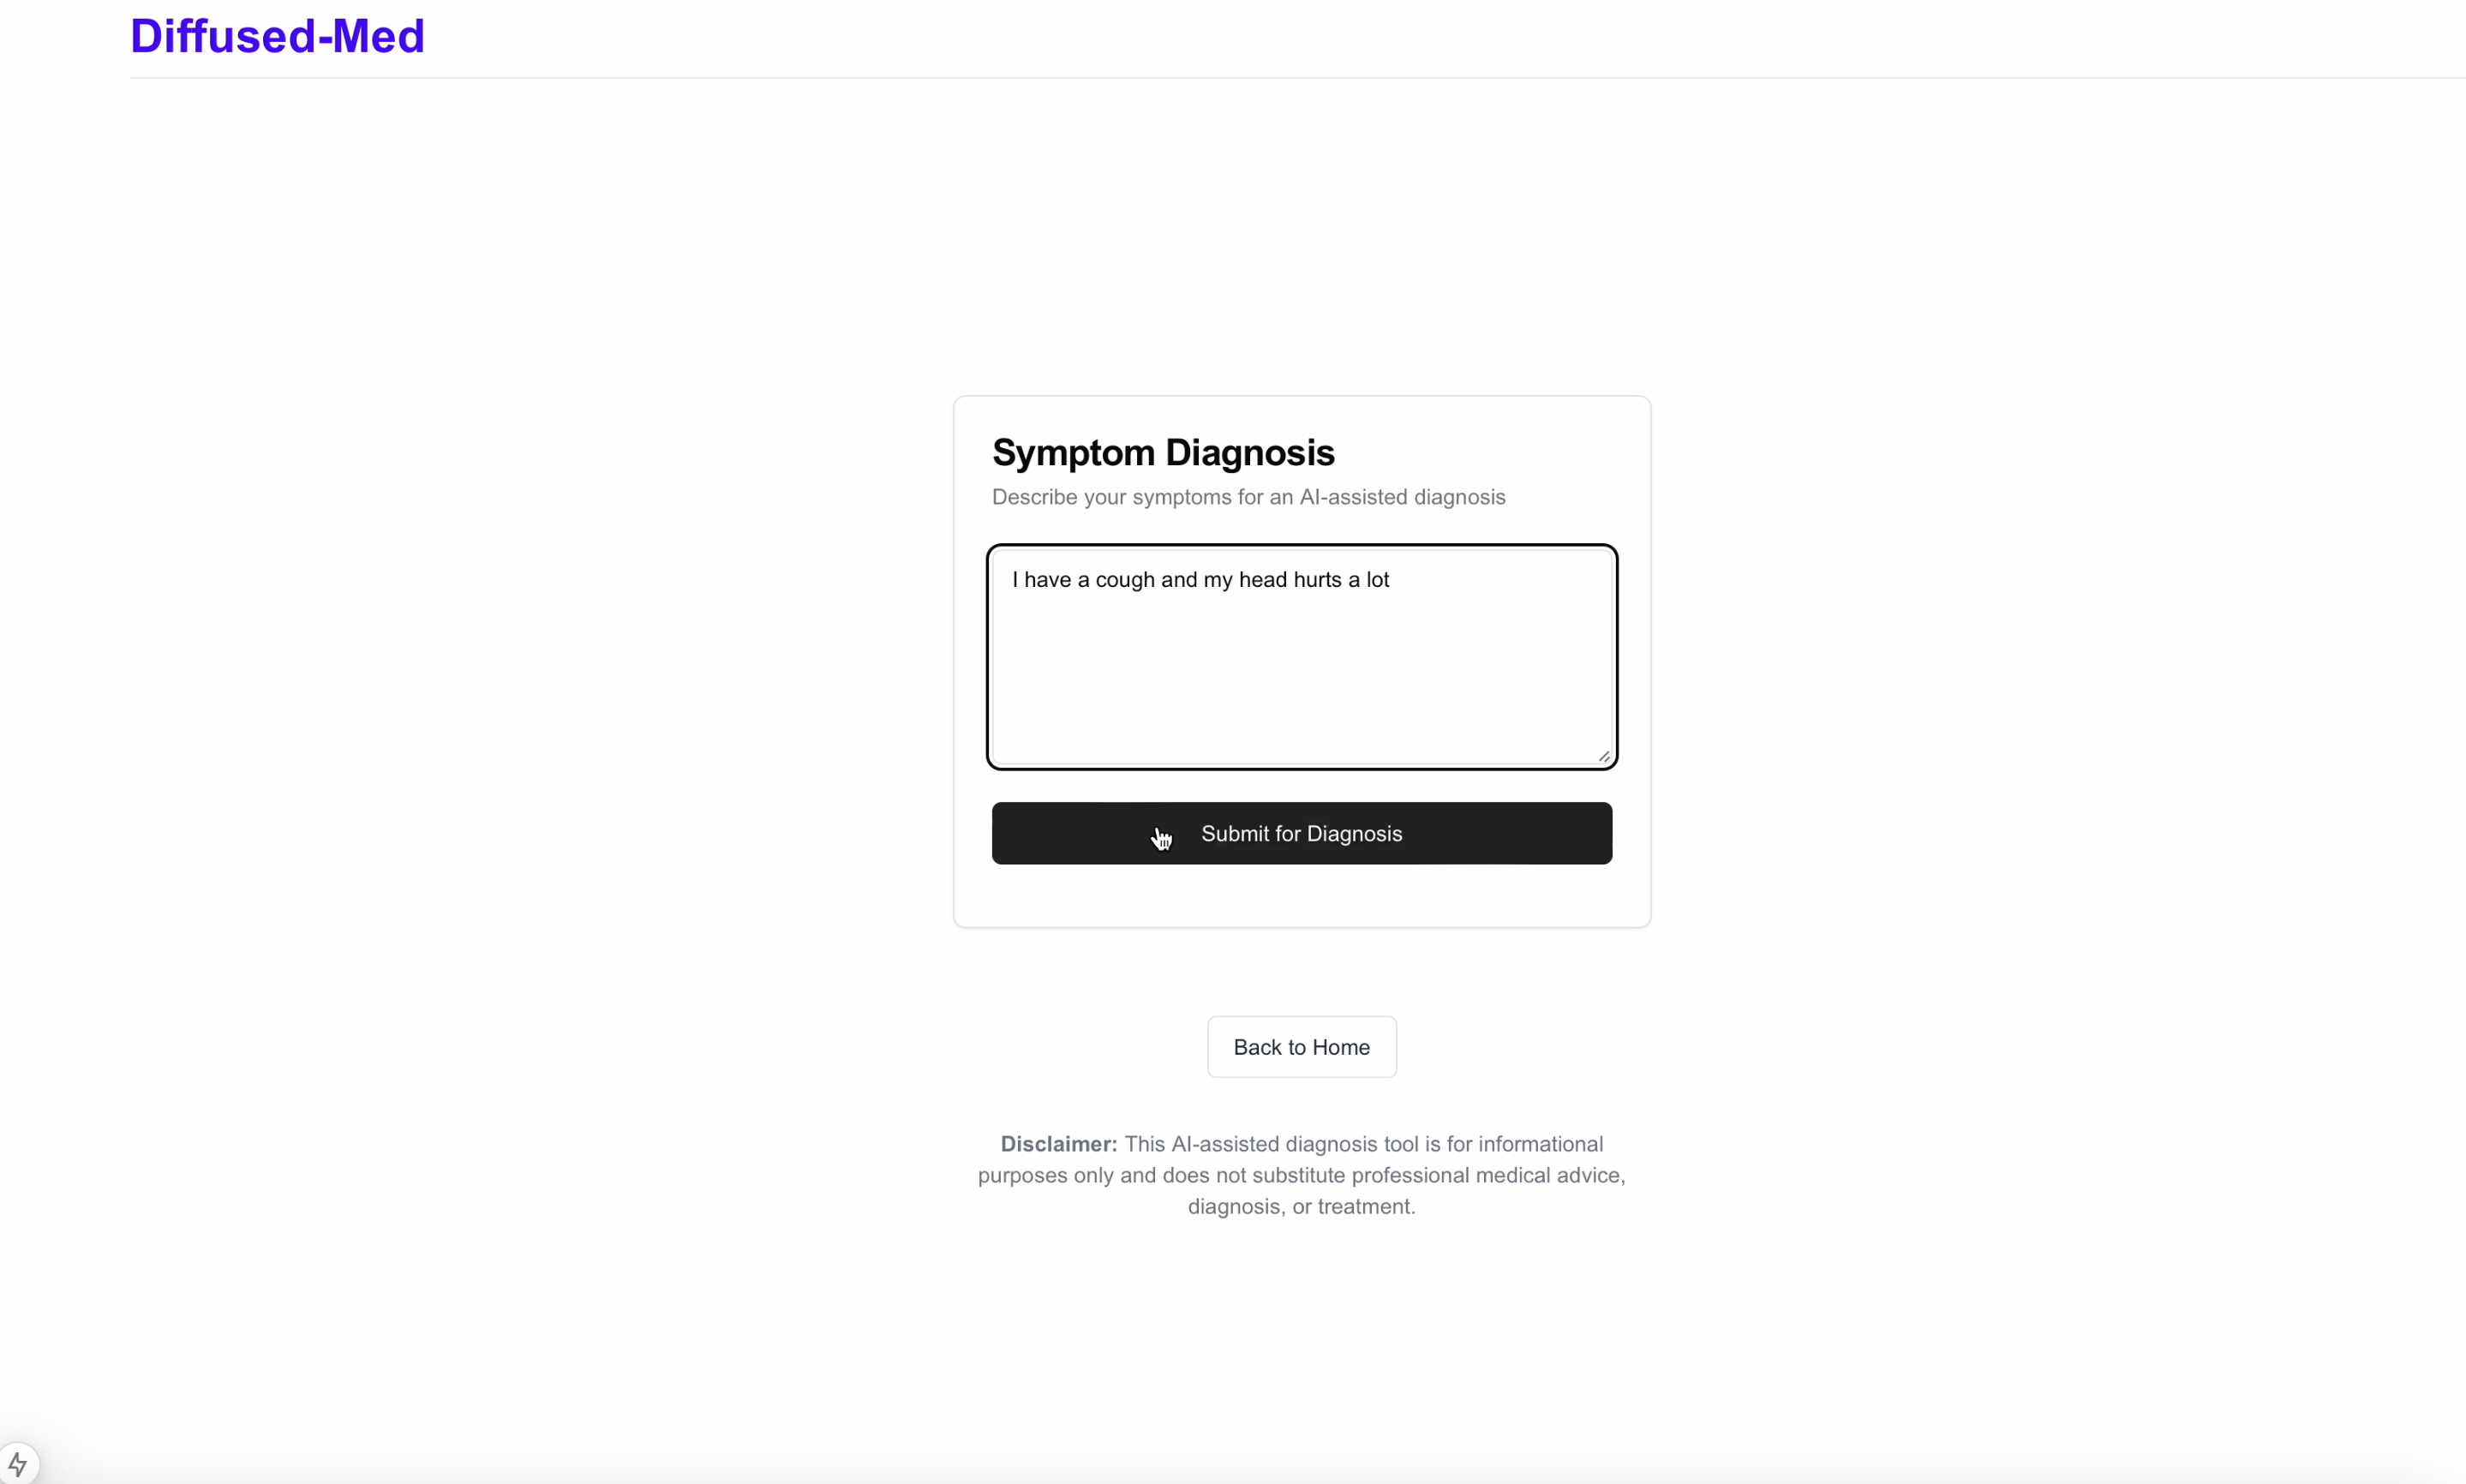 Diffused-Med
Symptom Diagnosis
Describe your symptoms for an AI-assisted diagnosis
I have a cough and my head hurts a lot
Submit for Diagnosis
Back to Home
Disclaimer: This AI-assisted diagnosis tool is for informational
purposes only and does not substitute professional medical advice,
diagnosis, or treatment.